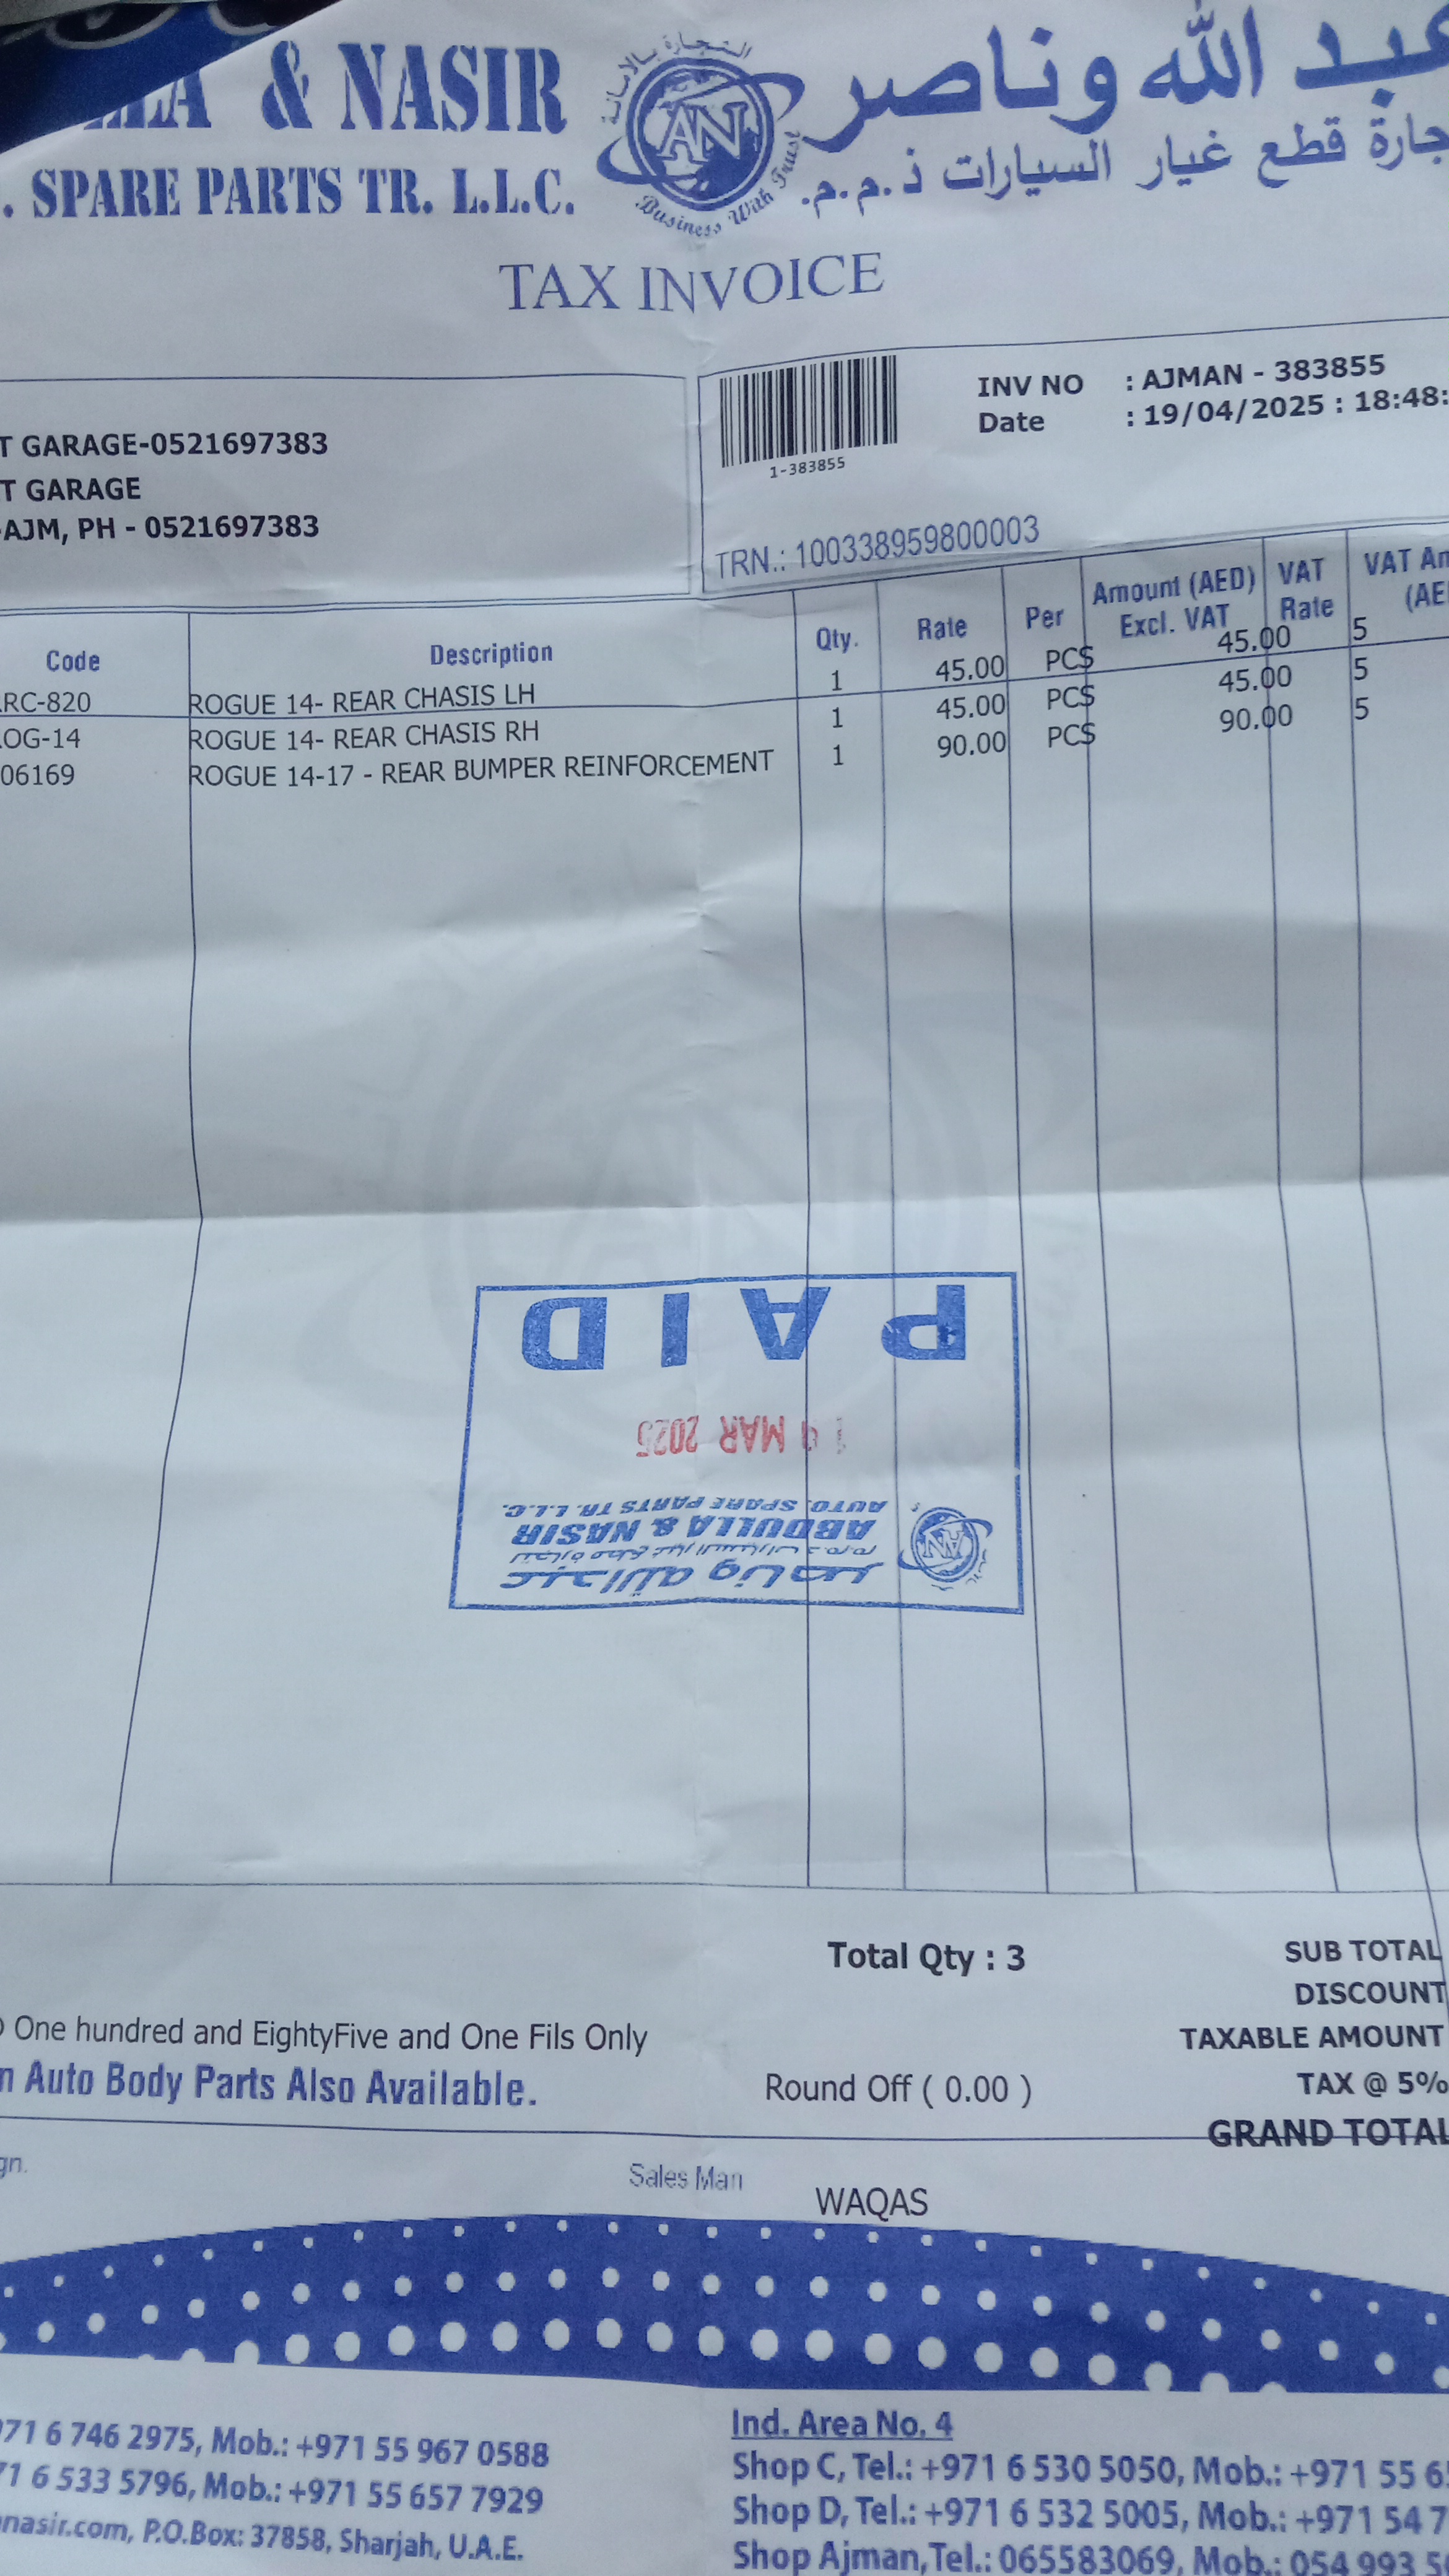 & NASIR
عبد الله وناصر
. SPARE PARTS TR. L.L.C.
قطع غيار السيارات ذ.م.م.
التجارة بالأمانة
AN
Business With Trust
TAX INVOICE
T GARAGE-0521697383
T GARAGE
AJM, PH - 0521697383
1-383855
INV NO : AJMAN - 383855
Date : 19/04/2025 : 18:48:
TRN.: 100338959800003
Code Description Qty. Rate Per Amount (AED) Excl. VAT VAT Rate VAT Am (AE
RC-820 ROGUE 14- REAR CHASIS LH 1 45.00 PCS 45.00 5
OG-14 ROGUE 14- REAR CHASIS RH 1 45.00 PCS 45.00 5
06169 ROGUE 14-17 - REAR BUMPER REINFORCEMENT 1 90.00 PCS 90.00 5
عبدالله وناصر
ABDULLA & NASIR
AUTO. SPARE PARTS TR. L.L.C.
19 MAR 2025
PAID
Total Qty : 3
SUB TOTAL
DISCOUNT
TAXABLE AMOUNT
TAX @ 5%
GRAND TOTAL
One hundred and EightyFive and One Fils Only
n Auto Body Parts Also Available.
Round Off ( 0.00 )
gn.
Sales Man
WAQAS
971 6 746 2975, Mob.: +971 55 967 0588
71 6 533 5796, Mob.: +971 55 657 7929
nasir.com, P.O.Box: 37858, Sharjah, U.A.E.
Ind. Area No. 4
Shop C, Tel.: +971 6 530 5050, Mob.: +971 55 6
Shop D, Tel.: +971 6 532 5005, Mob.: +971 54 7
Shop Ajman, Tel.: 065583069, Mob.: 054 993